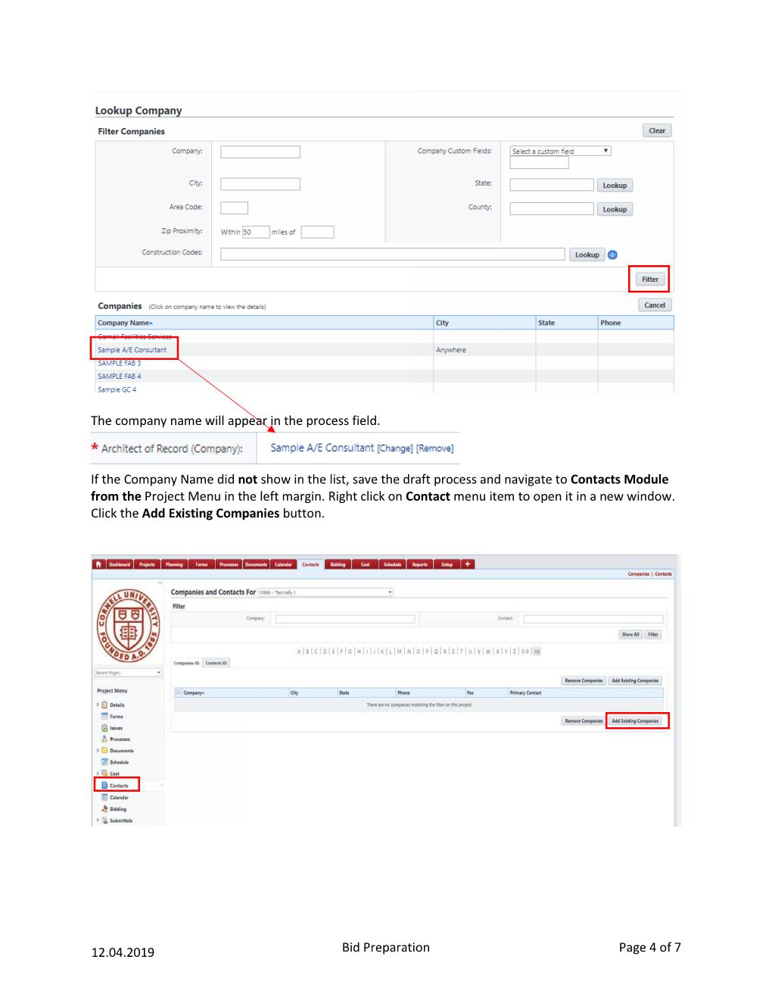 Lookup Company
Filter Companies
Clear
Company:
Company Custom Fields:
Select a custom field
City:
State:
Lookup
Area Code:
County:
Lookup
Zip Proximity:
Within 50 miles of
Construction Codes:
Lookup
Filter
Companies (Click on company name to view the details)
Cancel
Company Name City State Phone
Cornell Facilities Services
Sample A/E Consultant Anywhere
SAMPLE FAB 3
SAMPLE FAB 4
Sample GC 4
The company name will appear in the process field.
* Architect of Record (Company): Sample A/E Consultant [Change] [Remove]
If the Company Name did not show in the list, save the draft process and navigate to Contacts Module
from the Project Menu in the left margin. Right click on Contact menu item to open it in a new window.
Click the Add Existing Companies button.
Dashboard Projects Planning Forms Processes Documents Calendar Contacts Bidding Cost Schedule Reports Setup +
Companies | Contacts
CORNELL UNIVERSITY
FOUNDED A.D. 1865
Companies and Contacts For
Test Kelly 1
Filter
Company:
Contact:
Show All Filter
A | B | C | D | E | F | G | H | I | J | K | L | M | N | O | P | Q | R | S | T | U | V | W | X | Y | Z | 0-9 | All
Companies (0) Contacts (0)
Recent Pages...
Remove Companies Add Existing Companies
Project Menu
Company City State Phone Fax Primary Contact
There are no companies matching the filter on this project
Remove Companies Add Existing Companies
Details
Forms
Issues
Processes
Documents
Schedule
Cost
Contacts
Calendar
Bidding
Submittals
12.04.2019
Bid Preparation
Page 4 of 7